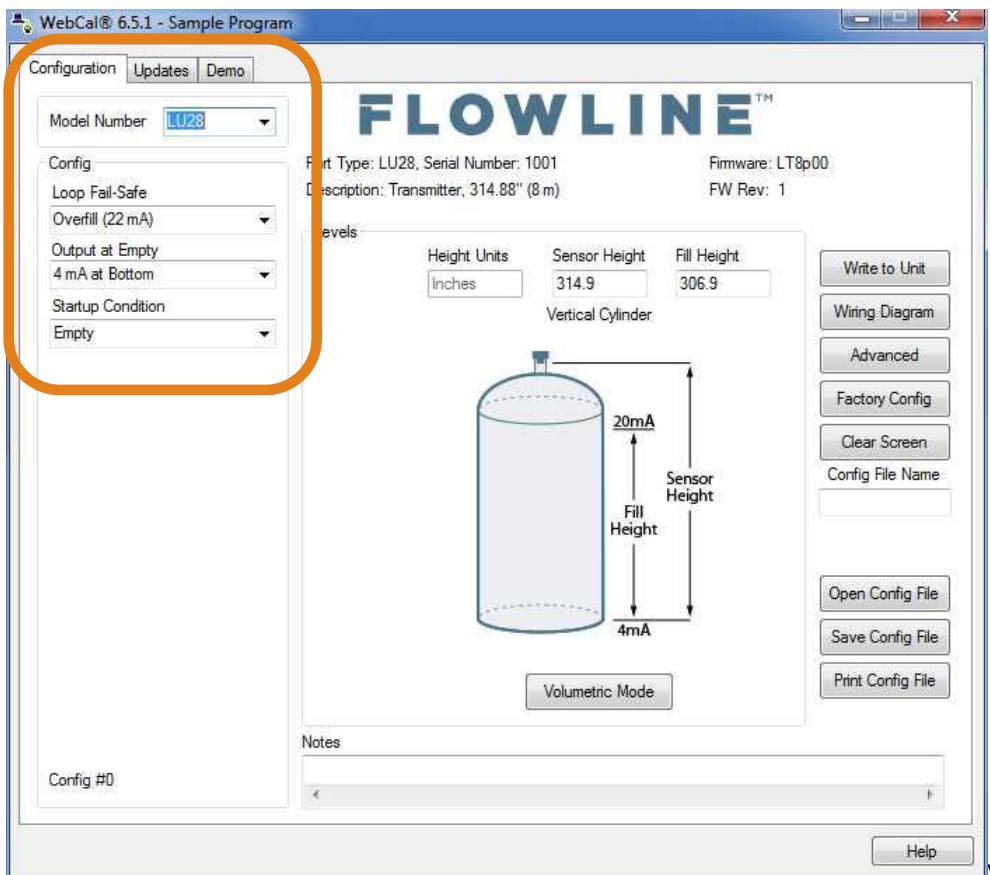 WebCal® 6.5.1 - Sample Program
Configuration Updates Demo
Model Number LU28
Config
Loop Fail-Safe
Overfill (22 mA)
Output at Empty
4 mA at Bottom
Startup Condition
Empty
Config #0
FLOWLINE™
Part Type: LU28, Serial Number: 1001 Firmware: LT8p00
Description: Transmitter, 314.88" (8 m) FW Rev: 1
Levels
Height Units Sensor Height Fill Height
Inches 314.9 306.9
Vertical Cylinder
20mA
Sensor
Height
Fill
Height
4mA
Volumetric Mode
Write to Unit
Wiring Diagram
Advanced
Factory Config
Clear Screen
Config File Name
Open Config File
Save Config File
Print Config File
Notes
Help